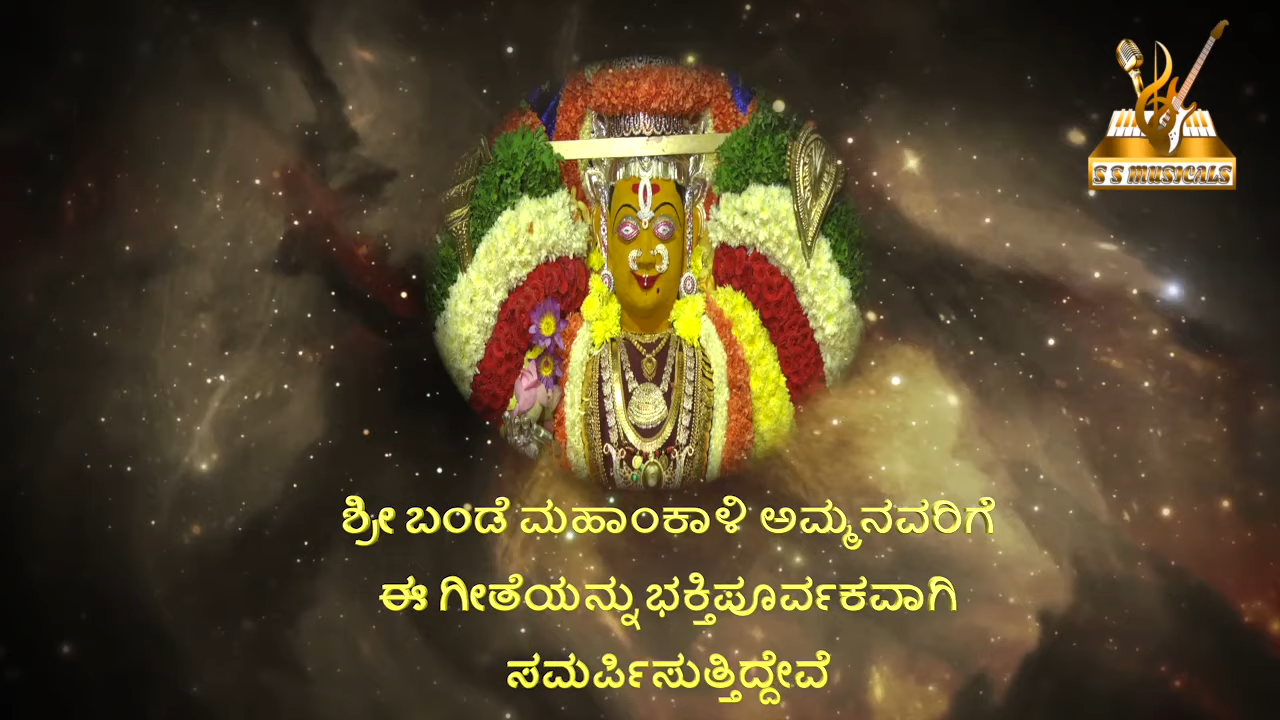 S S MUSICALS
ಶ್ರೀ ಬಂಡೆ ಮಹಾಂಕಾಳಿ ಅಮ್ಮನವರಿಗೆ
ಈ ಗೀತೆಯನ್ನು ಭಕ್ತಿಪೂರ್ವಕವಾಗಿ
ಸಮರ್ಪಿಸುತ್ತಿದ್ದೇವೆ